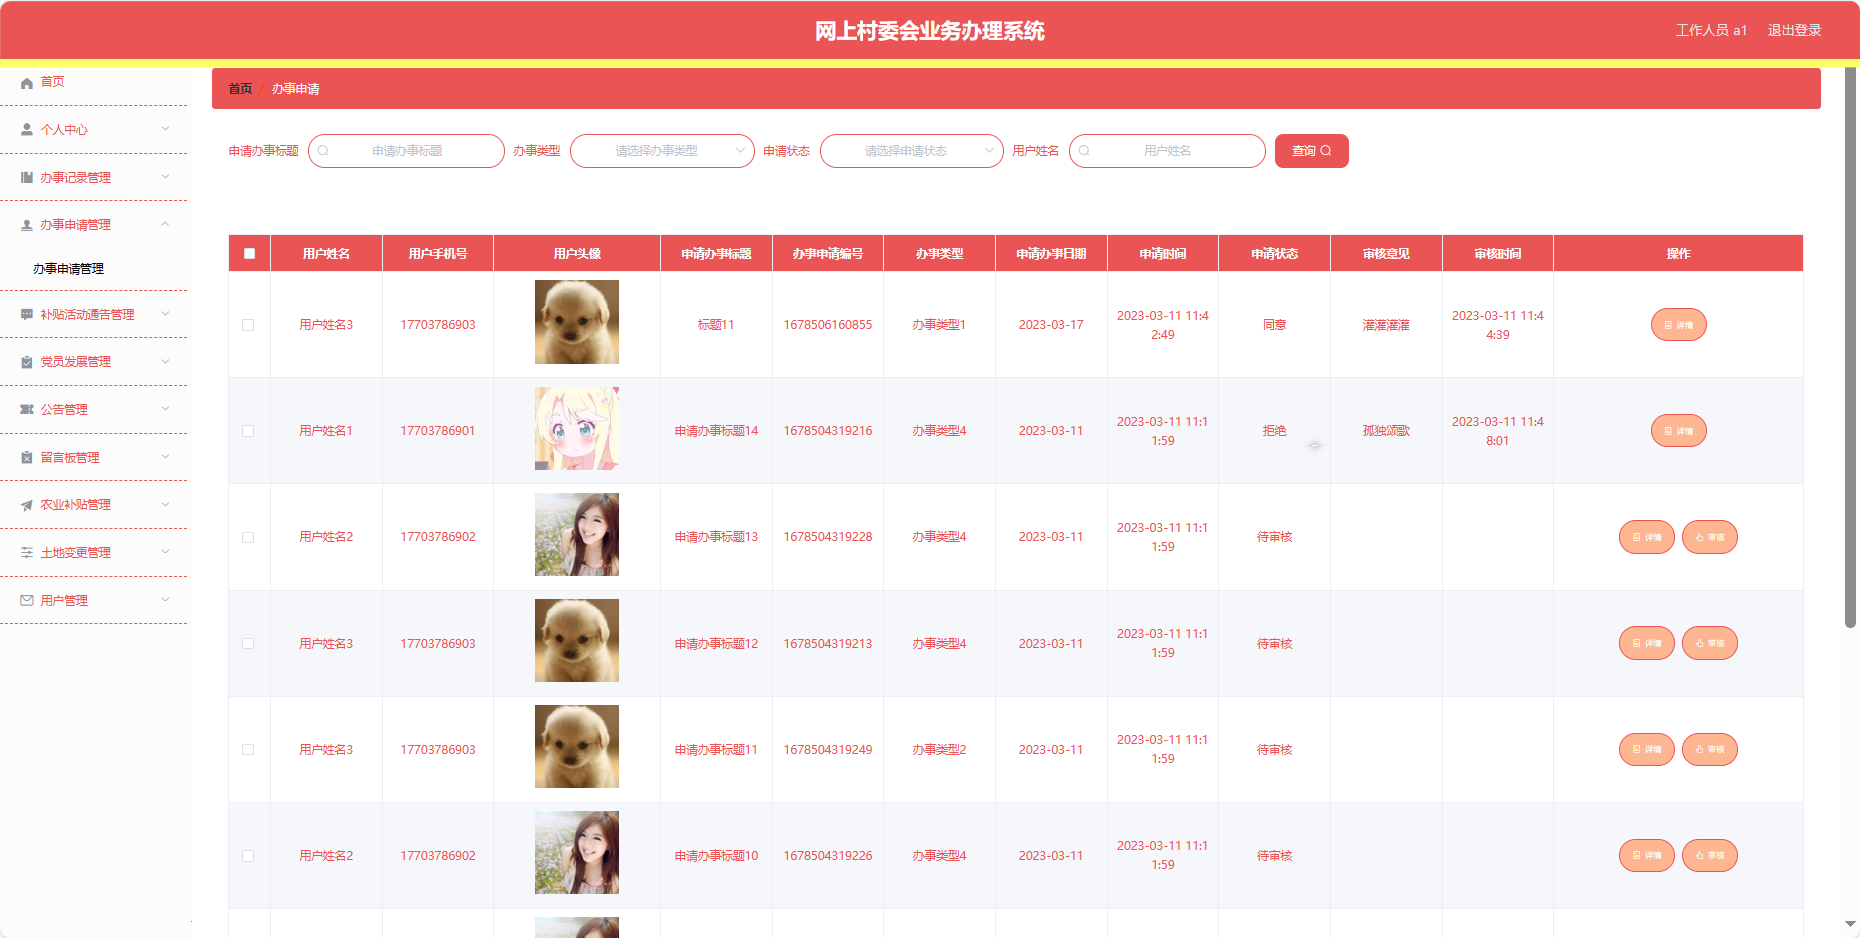 网上村委会业务办理系统
工作人员 a1 退出登录
首页
个人中心
办事记录管理
办事申请管理
办事申请管理
补贴活动通告管理
党员发展管理
公告管理
留言板管理
农业补贴管理
土地变更管理
用户管理
首页 / 办事申请
申请办事标题 申请办事标题 办事类型 请选择办事类型 申请状态 请选择申请状态 用户姓名 用户姓名 查询
用户姓名 用户手机号 用户头像 申请办事标题 办事申请编号 办事类型 申请办事日期 申请时间 申请状态 审核意见 审核时间 操作
用户姓名3 17703786903 标题11 1678506160855 办事类型1 2023-03-17 2023-03-11 11:42:49 同意 灌灌灌灌 2023-03-11 11:44:39 详情
用户姓名1 17703786901 申请办事标题14 1678504319216 办事类型4 2023-03-11 2023-03-11 11:11:59 拒绝 孤独颂歌 2023-03-11 11:48:01 详情
用户姓名2 17703786902 申请办事标题13 1678504319228 办事类型4 2023-03-11 2023-03-11 11:11:59 待审核 详情 审核
用户姓名3 17703786903 申请办事标题12 1678504319213 办事类型4 2023-03-11 2023-03-11 11:11:59 待审核 详情 审核
用户姓名3 17703786903 申请办事标题11 1678504319249 办事类型2 2023-03-11 2023-03-11 11:11:59 待审核 详情 审核
用户姓名2 17703786902 申请办事标题10 1678504319226 办事类型4 2023-03-11 2023-03-11 11:11:59 待审核 详情 审核